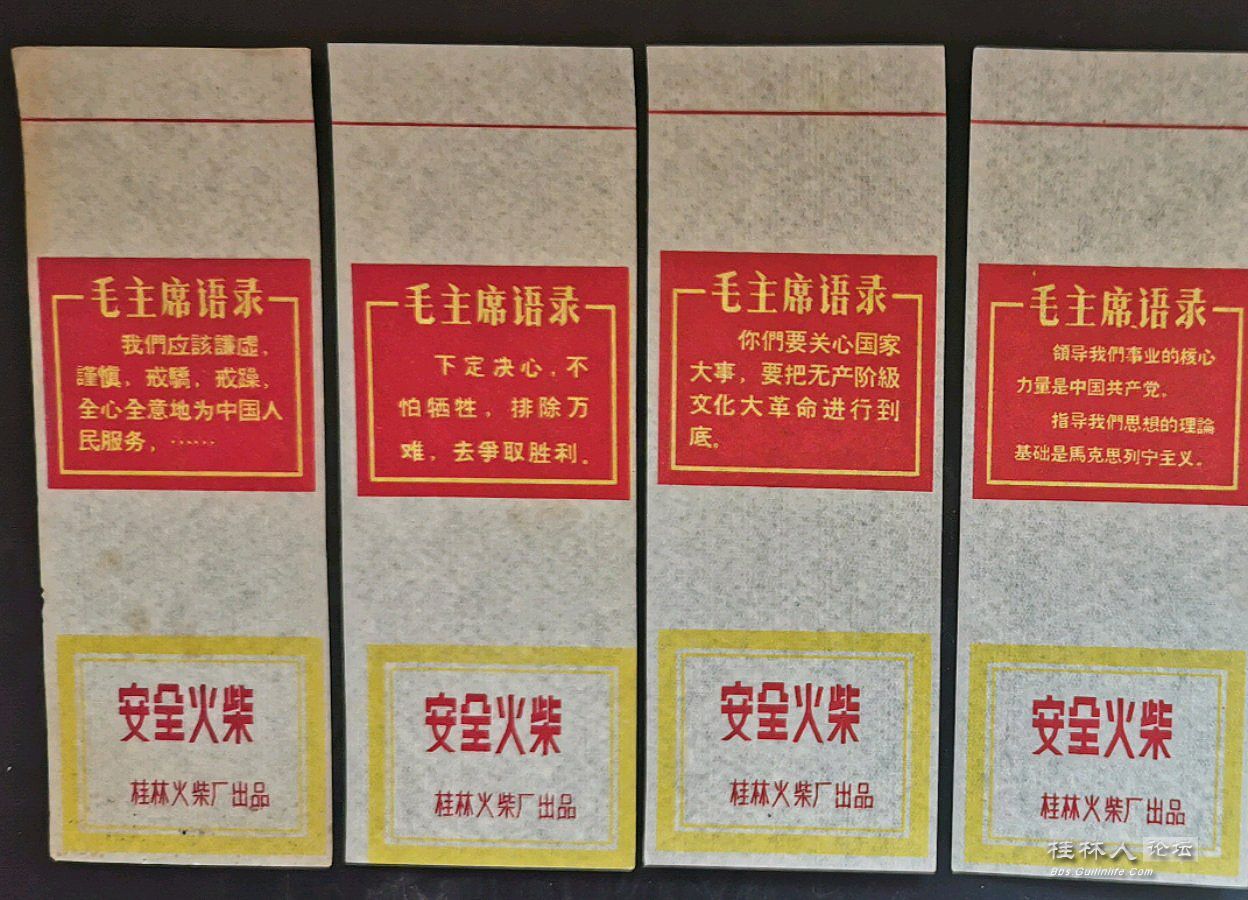 毛主席语录
我們应該謙虛，
謹慎，戒驕，戒躁，
全心全意地为中国人
民服务，……
安全火柴
桂林火柴厂出品
毛主席语录
下定决心，不
怕牺牲，排除万
难，去爭取胜利。
安全火柴
桂林火柴厂出品
毛主席语录
你們要关心国家
大事，要把无产阶級
文化大革命进行到
底。
安全火柴
桂林火柴厂出品
毛主席语录
領导我們事业的核心
力量是中国共产党。
指导我們思想的理論
基础是馬克思列宁主义。
安全火柴
桂林火柴厂出品
桂林人论坛
Bbs.Guilinlife.Com